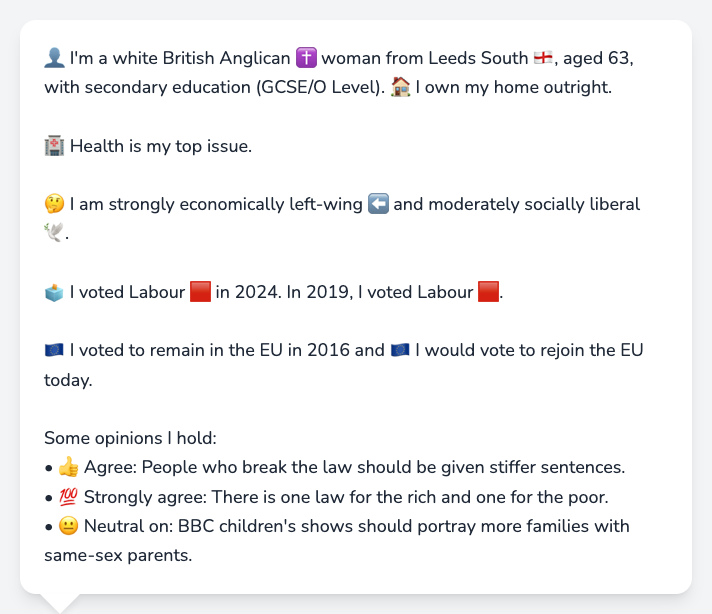 👤 I'm a white British Anglican ✝️ woman from Leeds South 🏴󠁧󠁢󠁥󠁮󠁧󠁿, aged 63,
with secondary education (GCSE/O Level). 🏠 I own my home outright.
🏥 Health is my top issue.
🤔 I am strongly economically left-wing ⬅️ and moderately socially liberal
🕊️.
🗳️ I voted Labour 🟥 in 2024. In 2019, I voted Labour 🟥.
🇪🇺 I voted to remain in the EU in 2016 and 🇪🇺 I would vote to rejoin the EU
today.
Some opinions I hold:
• 👍 Agree: People who break the law should be given stiffer sentences.
• 💯 Strongly agree: There is one law for the rich and one for the poor.
• 😐 Neutral on: BBC children's shows should portray more families with
same-sex parents.